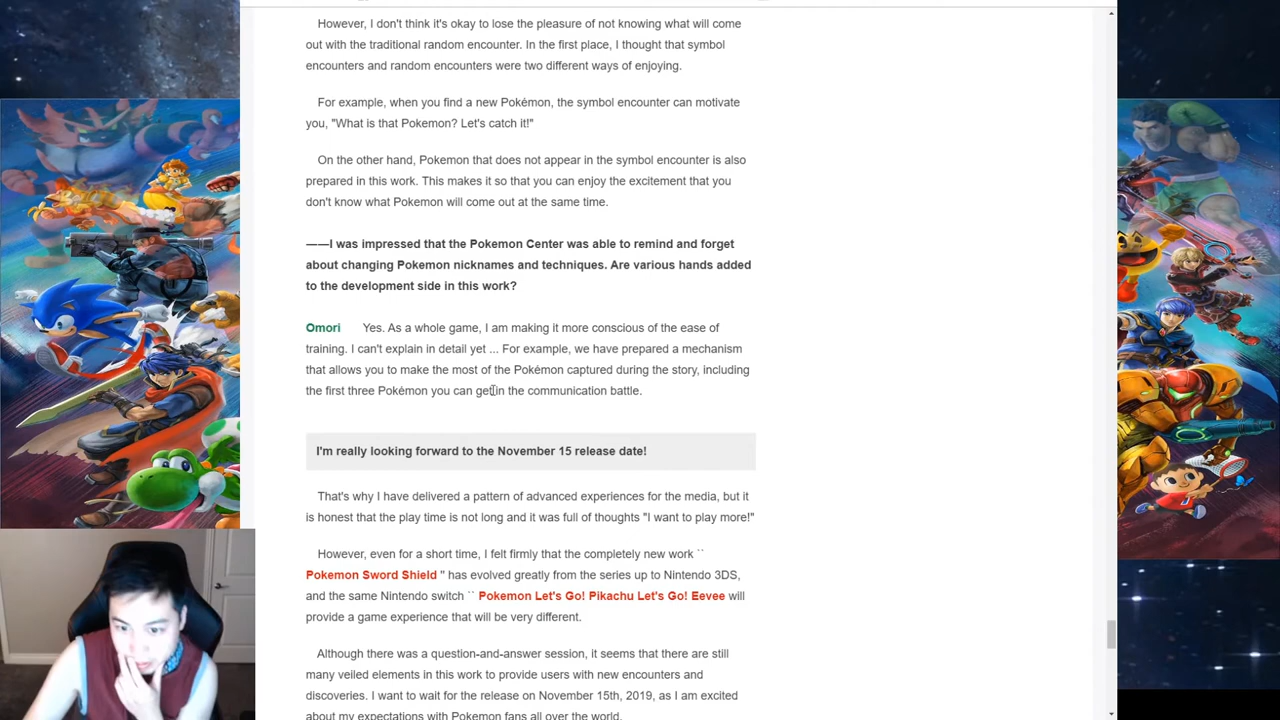 However, I don't think it's okay to lose the pleasure of not knowing what will come
out with the traditional random encounter. In the first place, I thought that symbol
encounters and random encounters were two different ways of enjoying.
For example, when you find a new Pokémon, the symbol encounter can motivate
you, "What is that Pokemon? Let's catch it!"
On the other hand, Pokemon that does not appear in the symbol encounter is also
prepared in this work. This makes it so that you can enjoy the excitement that you
don't know what Pokemon will come out at the same time.
——I was impressed that the Pokemon Center was able to remind and forget
about changing Pokemon nicknames and techniques. Are various hands added
to the development side in this work?
Omori Yes. As a whole game, I am making it more conscious of the ease of
training. I can't explain in detail yet ... For example, we have prepared a mechanism
that allows you to make the most of the Pokémon captured during the story, including
the first three Pokémon you can get in the communication battle.
I'm really looking forward to the November 15 release date!
That's why I have delivered a pattern of advanced experiences for the media, but it
is honest that the play time is not long and it was full of thoughts "I want to play more!"
However, even for a short time, I felt firmly that the completely new work ``
Pokemon Sword Shield '' has evolved greatly from the series up to Nintendo 3DS,
and the same Nintendo switch `` Pokemon Let's Go! Pikachu Let's Go! Eevee will
provide a game experience that will be very different.
Although there was a question-and-answer session, it seems that there are still
many veiled elements in this work to provide users with new encounters and
discoveries. I want to wait for the release on November 15th, 2019, as I am excited
about my expectations with Pokemon fans all over the world.